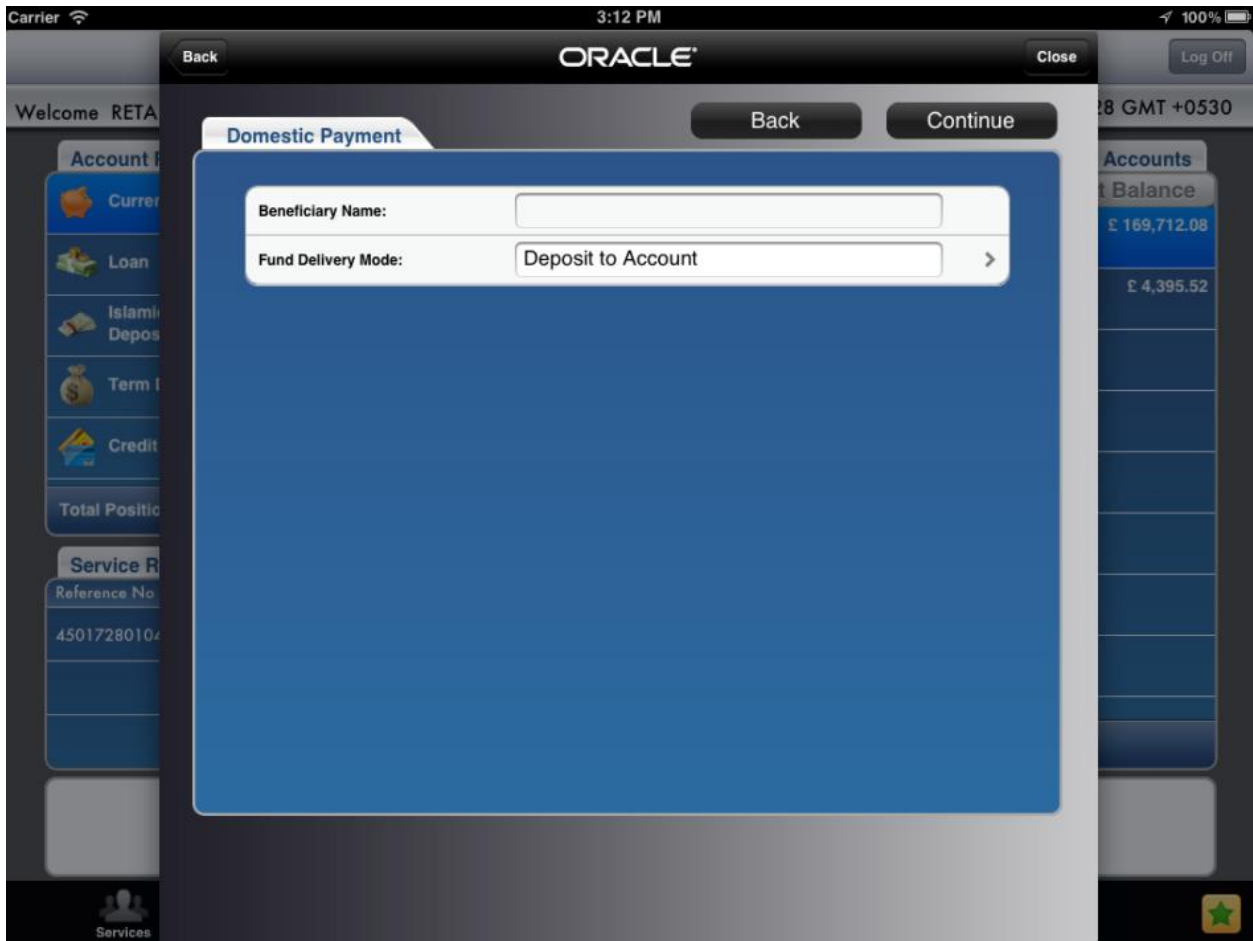 Carrier 3:12 PM 100%
Back ORACLE® Close Log Off
Welcome RETA 28 GMT +0530
Domestic Payment Back Continue
Account Accounts
t Balance
Beneficiary Name:
Fund Delivery Mode: Deposit to Account
Curre
£ 169,712.08
Loan
£ 4,395.52
Islami
Depos
Term
Credit
Total Positio
Service R
Reference No
4501728010
Services